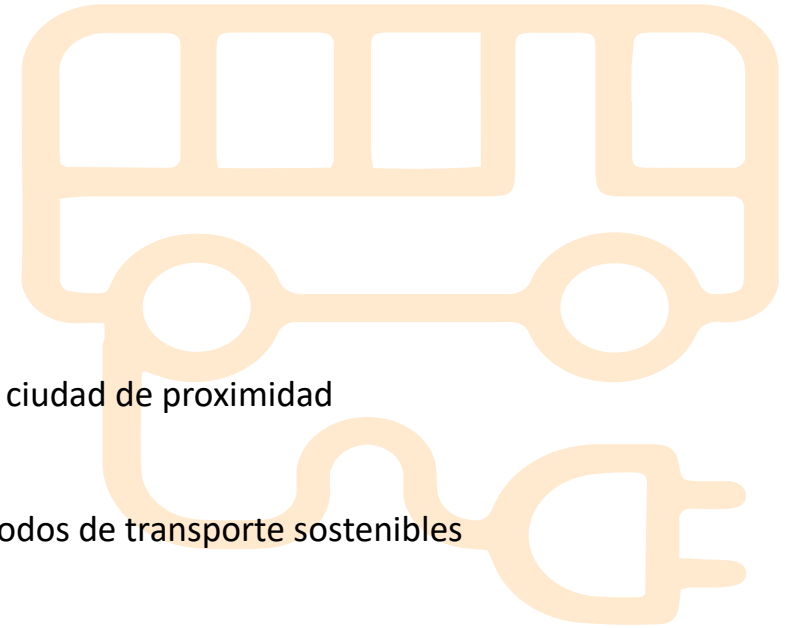 ciudad de proximidad
odos de transporte sostenibles